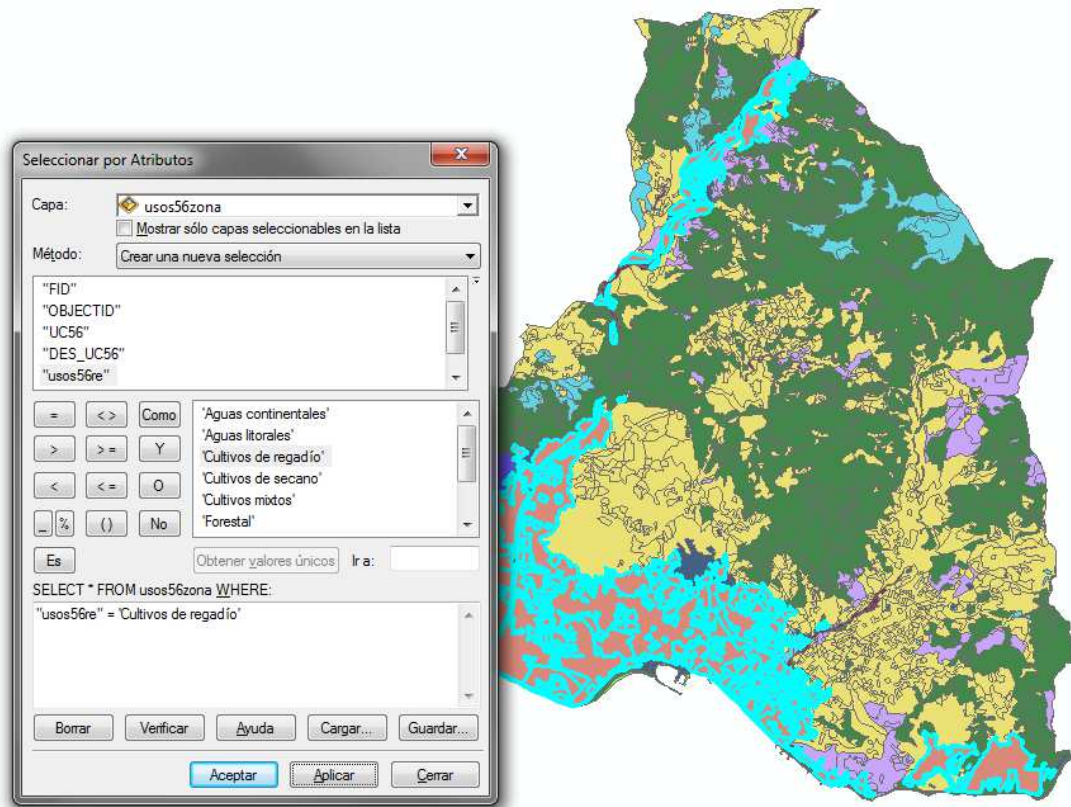 Seleccionar por Atributos
X
Capa:
usos56zona
Mostrar sólo capas seleccionables en la lista
Método:
Crear una nueva selección
"FID"
"OBJECTID"
"UC56"
"DES_UC56"
"usos56re"
= < > Como
> > = Y
< < = O
_ % () No
Es
'Aguas continentales'
'Aguas litorales'
'Cultivos de regadío'
'Cultivos de secano'
'Cultivos mixtos'
'Forestal'
Obtener valores únicos Ir a:
SELECT * FROM usos56zona WHERE:
"usos56re" = 'Cultivos de regadío'
Borrar Verificar Ayuda Cargar... Guardar...
Aceptar Aplicar Cerrar